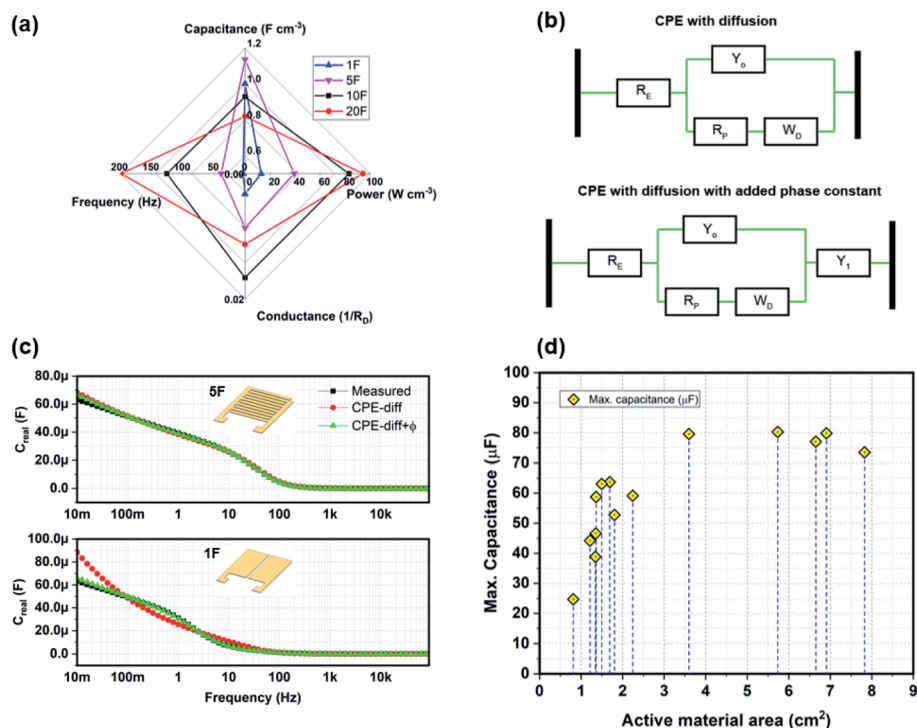 (a)
Capacitance (F cm-3)
1.2
1.0
0.8
0.6
1F
5F
10F
20F
200 150 100 50 0 0.00 20 40 60 80 100
Frequency (Hz)
Power (W cm-3)
0.02
Conductance (1/RD)
(b)
CPE with diffusion
Yo
RE
RP
WD
CPE with diffusion with added phase constant
Yo
RE
Y1
RP
WD
(c)
80.0µ
60.0µ
40.0µ
20.0µ
0.0
Creal (F)
5F
Measured
CPE-diff
CPE-diff+ϕ
10m 100m 1 10 100 1k 10k
100.0µ
80.0µ
60.0µ
40.0µ
20.0µ
0.0
Creal (F)
1F
10m 100m 1 10 100 1k 10k
Frequency (Hz)
(d)
100
90
80
70
60
50
40
30
20
10
0
Max. Capacitance (µF)
Max. capacitance (µF)
0 1 2 3 4 5 6 7 8 9
Active material area (cm2)